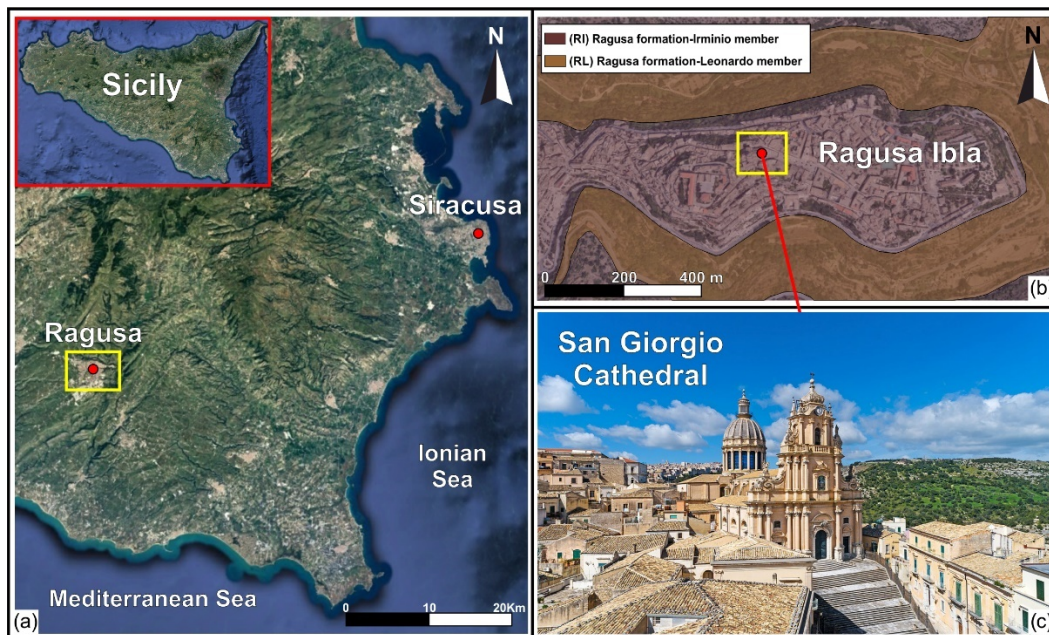 Sicily
N
Siracusa
Ragusa
Ionian
Sea
Mediterranean Sea
0 10 20Km
(a)
(RI) Ragusa formation-Irminio member
(RL) Ragusa formation-Leonardo member
N
Ragusa Ibla
0 200 400 m
(b)
San Giorgio
Cathedral
(c)